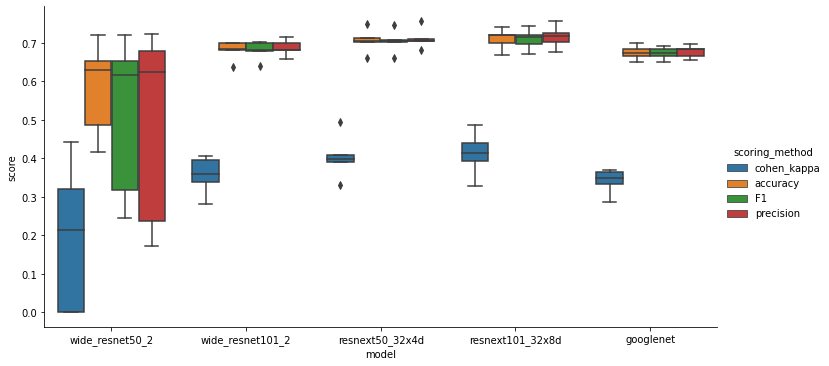 0.7
0.6
0.5
0.4
0.3
0.2
0.1
0.0
score
wide_resnet50_2
wide_resnet101_2
resnext50_32x4d
resnext101_32x8d
googlenet
model
scoring_method
cohen_kappa
accuracy
F1
precision